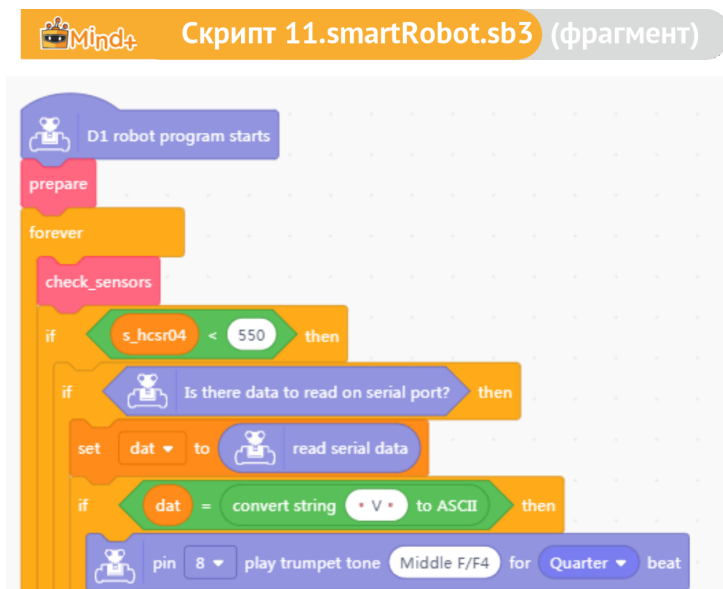 Mind+ Скрипт 11.smartRobot.sb3 (фрагмент)
D1 robot program starts
prepare
forever
check_sensors
if s_hcsr04 < 550 then
if Is there data to read on serial port? then
set dat to read serial data
if dat = convert string V to ASCII then
pin 8 play trumpet tone Middle F/F4 for Quarter beat